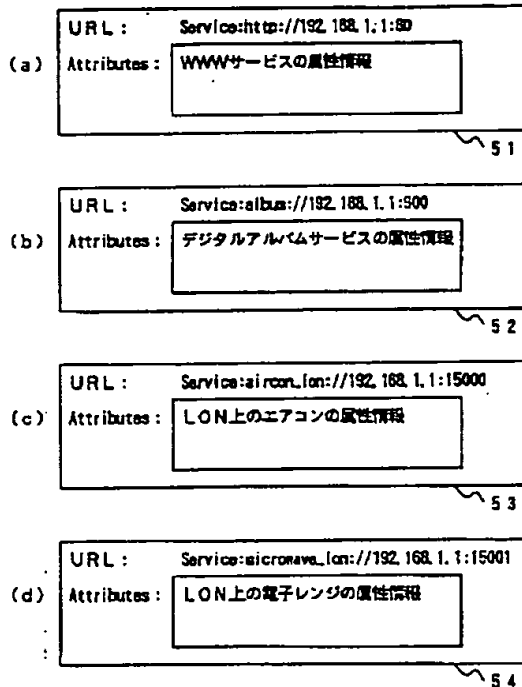 URL: Service:http://192.168.1.1:80
(a) Attributes: WWWサービスの属性情報
51
URL: Service:album://192.168.1.1:900
(b) Attributes: デジタルアルバムサービスの属性情報
52
URL: Service:aircon_lon://192.168.1.1:15000
(c) Attributes: LON上のエアコンの属性情報
53
URL: Service:microwave_lon://192.168.1.1:15001
(d) Attributes: LON上の電子レンジの属性情報
54